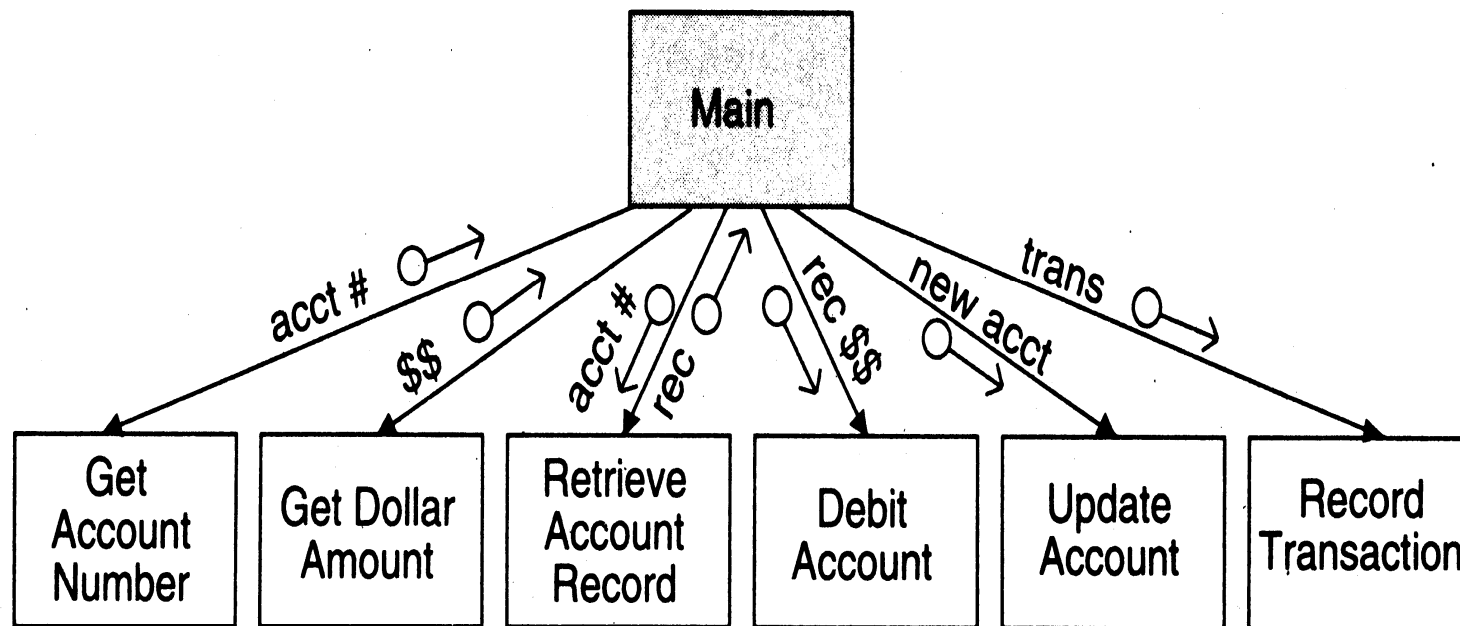 Main
acct #
$$
acct #
rec
rec $$
new acct
trans
Get
Account
Number
Get Dollar
Amount
Retrieve
Account
Record
Debit
Account
Update
Account
Record
Transaction